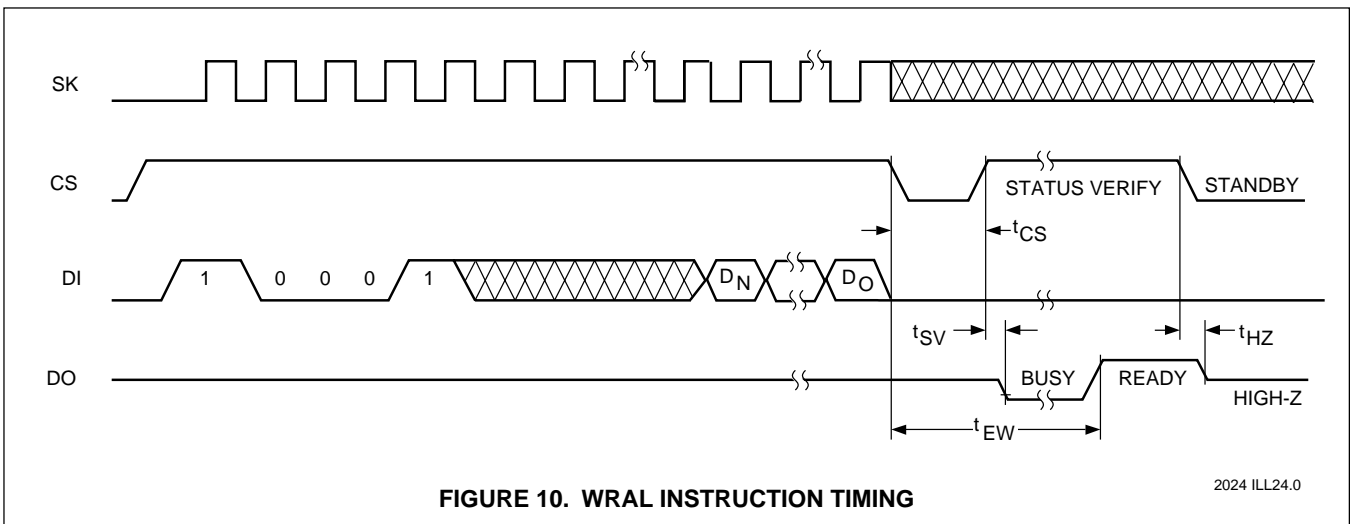 SK
CS
STATUS VERIFY
STANDBY
tCS
DI
1
0
0
0
1
DN
DO
tSV
tHZ
DO
BUSY
READY
HIGH-Z
tEW
FIGURE 10. WRAL INSTRUCTION TIMING
2024 ILL24.0